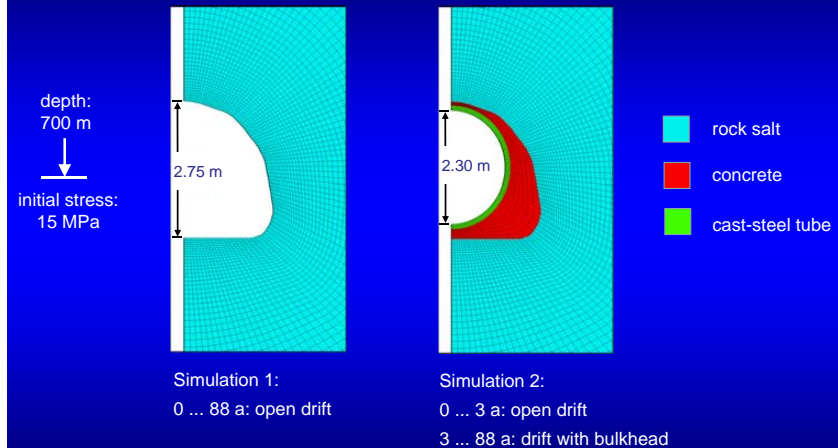 depth:
700 m
initial stress:
15 MPa
2.75 m
2.30 m
rock salt
concrete
cast-steel tube
Simulation 1:
0 ... 88 a: open drift
Simulation 2:
0 ... 3 a: open drift
3 ... 88 a: drift with bulkhead